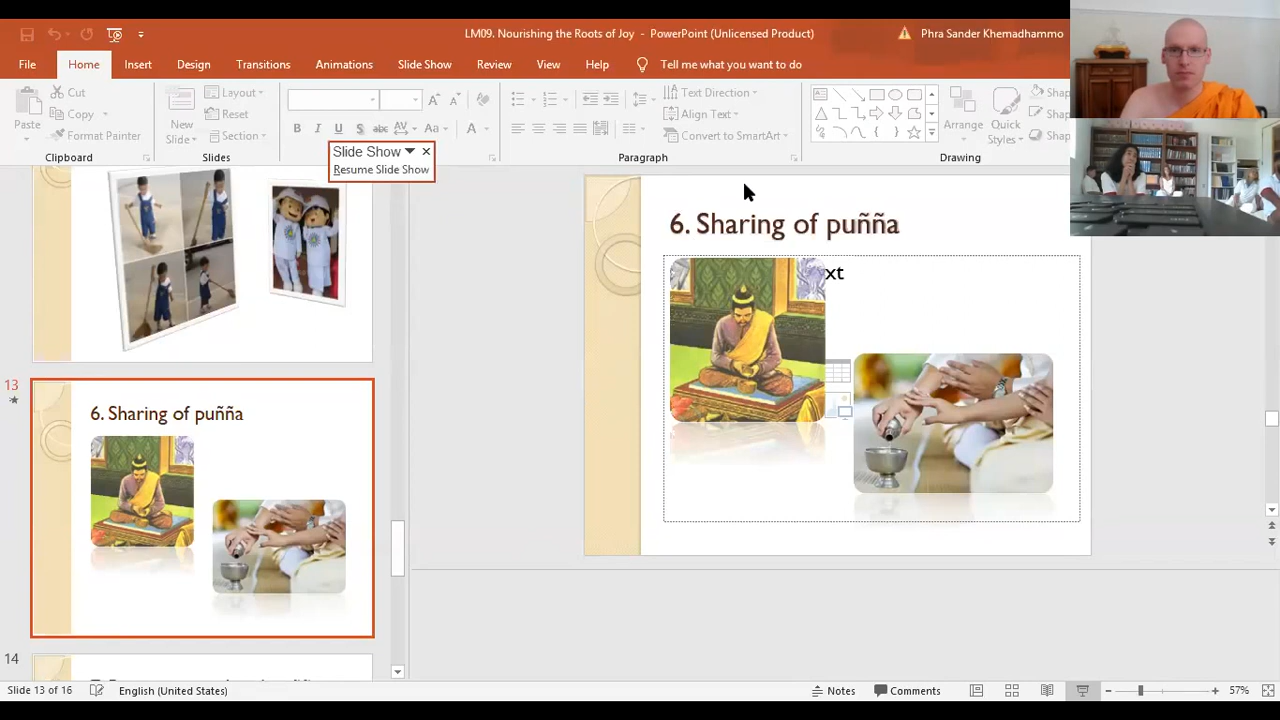 LM09. Nourishing the Roots of Joy - PowerPoint (Unlicensed Product)
Phra Sander Khemadhammo
File Home Insert Design Transitions Animations Slide Show Review View Help Tell me what you want to do
Paste
Cut
Copy
Format Painter
Clipboard
New
Slide
Layout
Reset
Section
Slides
B I U S abc AV Aa A
Text Direction
Align Text
Convert to SmartArt
Paragraph
Arrange
Quick
Styles
Drawing
Slide Show
Resume Slide Show
13
6. Sharing of puñña
14
6. Sharing of puñña
xt
Slide 13 of 16 English (United States) Notes Comments 57%